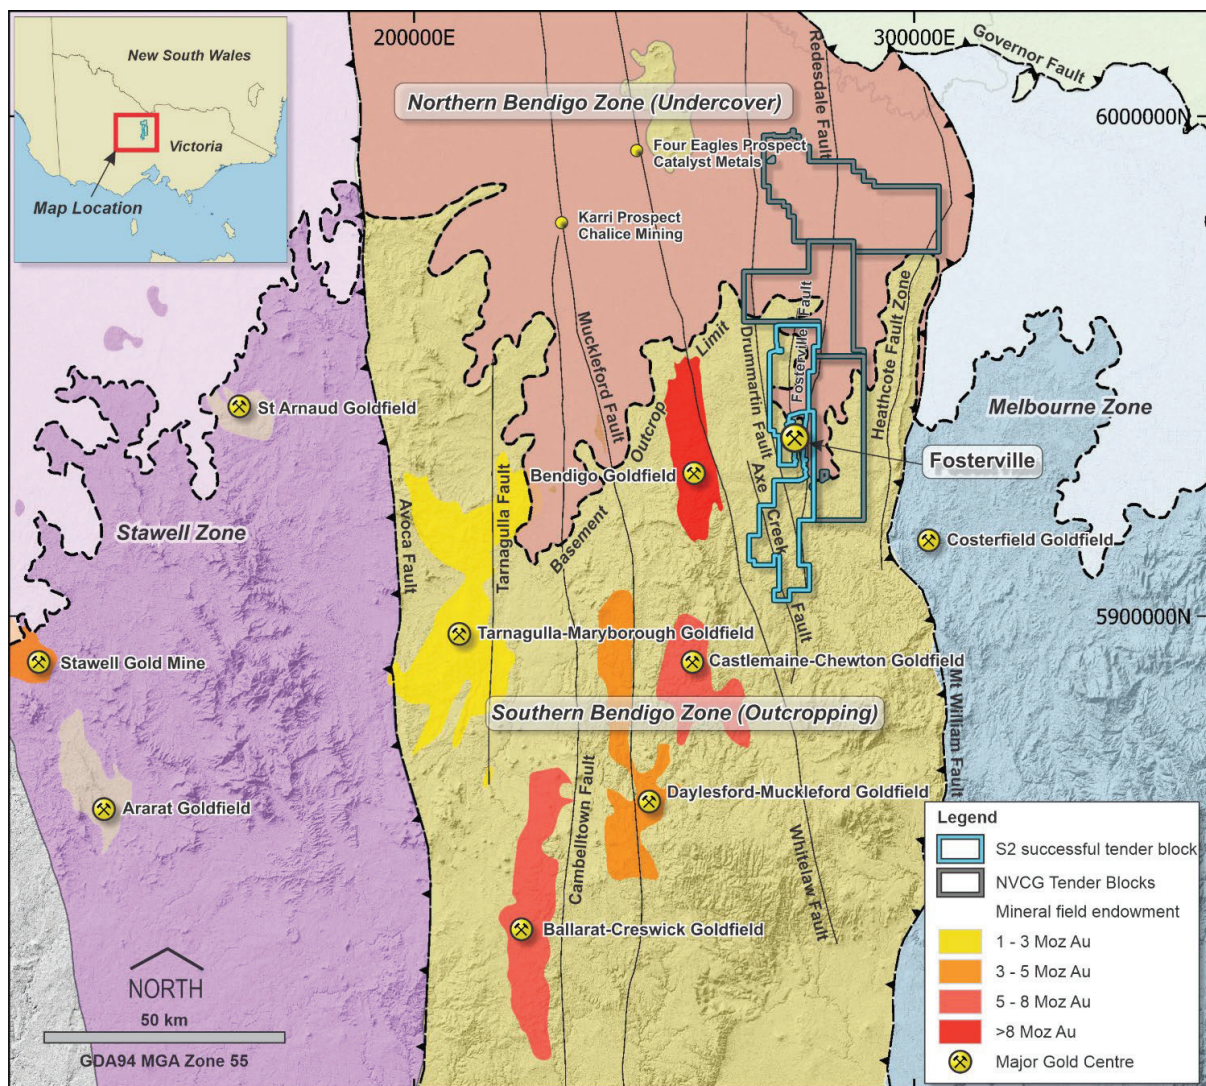 New South Wales
Victoria
Map Location
200000E
300000E
6000000N
5900000N
Governor Fault
Redesdale Fault
Northern Bendigo Zone (Undercover)
Four Eagles Prospect
Catalyst Metals
Karri Prospect
Chalice Mining
Muckleford Fault
Basement
Outcrop
Limit
Drummartin Fault
Fosterville Fault
Heathcote Fault Zone
Melbourne Zone
St Arnaud Goldfield
Bendigo Goldfield
Fosterville
Costerfield Goldfield
Stawell Zone
Avoca Fault
Tarnagulla Fault
Axe
Creek
Fault
Tarnagulla-Maryborough Goldfield
Castlemaine-Chewton Goldfield
Stawell Gold Mine
Southern Bendigo Zone (Outcropping)
Mt William Fault
Ararat Goldfield
Cambelltown Fault
Daylesford-Muckleford Goldfield
Whitelaw Fault
Ballarat-Creswick Goldfield
NORTH
50 km
GDA94 MGA Zone 55
Legend
S2 successful tender block
NVCG Tender Blocks
Mineral field endowment
1 - 3 Moz Au
3 - 5 Moz Au
5 - 8 Moz Au
>8 Moz Au
Major Gold Centre